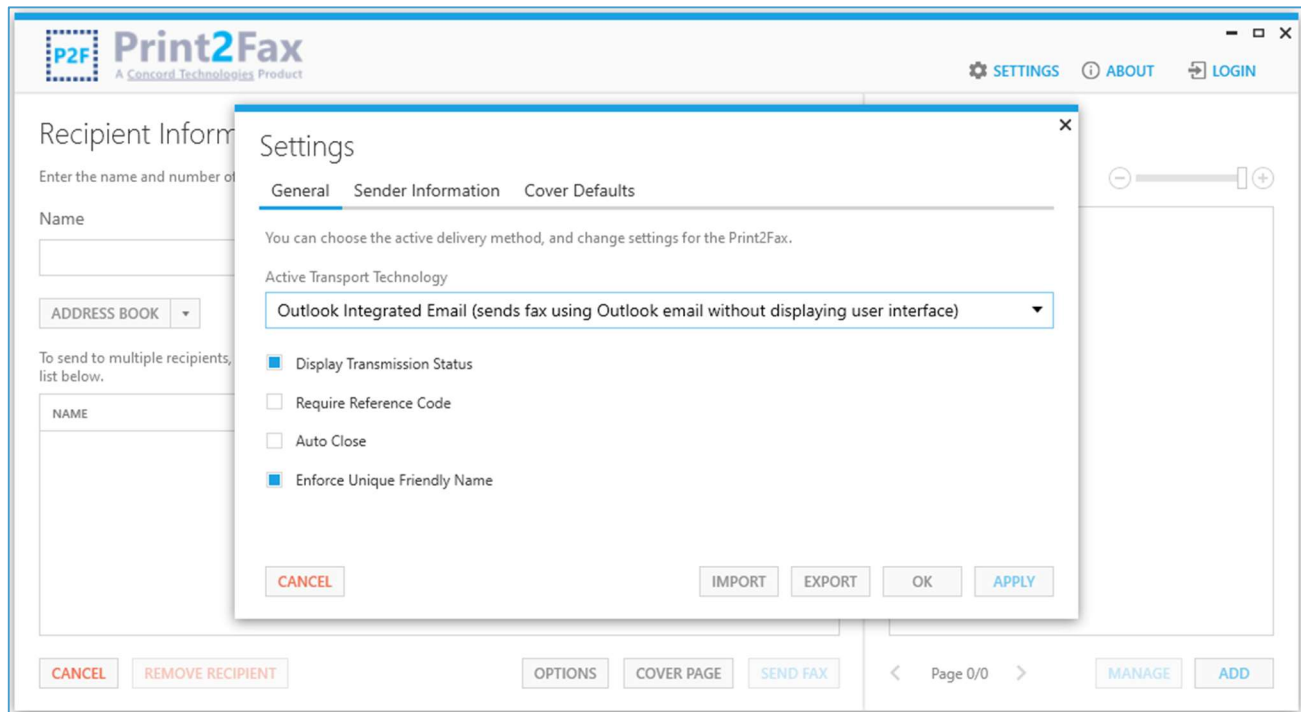 P2F
Print2Fax
A Concord Technologies Product
SETTINGS
ABOUT
LOGIN
Recipient Inform
Enter the name and number of
Name
ADDRESS BOOK
To send to multiple recipients,
list below.
NAME
Settings
General
Sender Information
Cover Defaults
You can choose the active delivery method, and change settings for the Print2Fax.
Active Transport Technology
Outlook Integrated Email (sends fax using Outlook email without displaying user interface)
Display Transmission Status
Require Reference Code
Auto Close
Enforce Unique Friendly Name
CANCEL
IMPORT
EXPORT
OK
APPLY
CANCEL
REMOVE RECIPIENT
OPTIONS
COVER PAGE
SEND FAX
Page 0/0
MANAGE
ADD